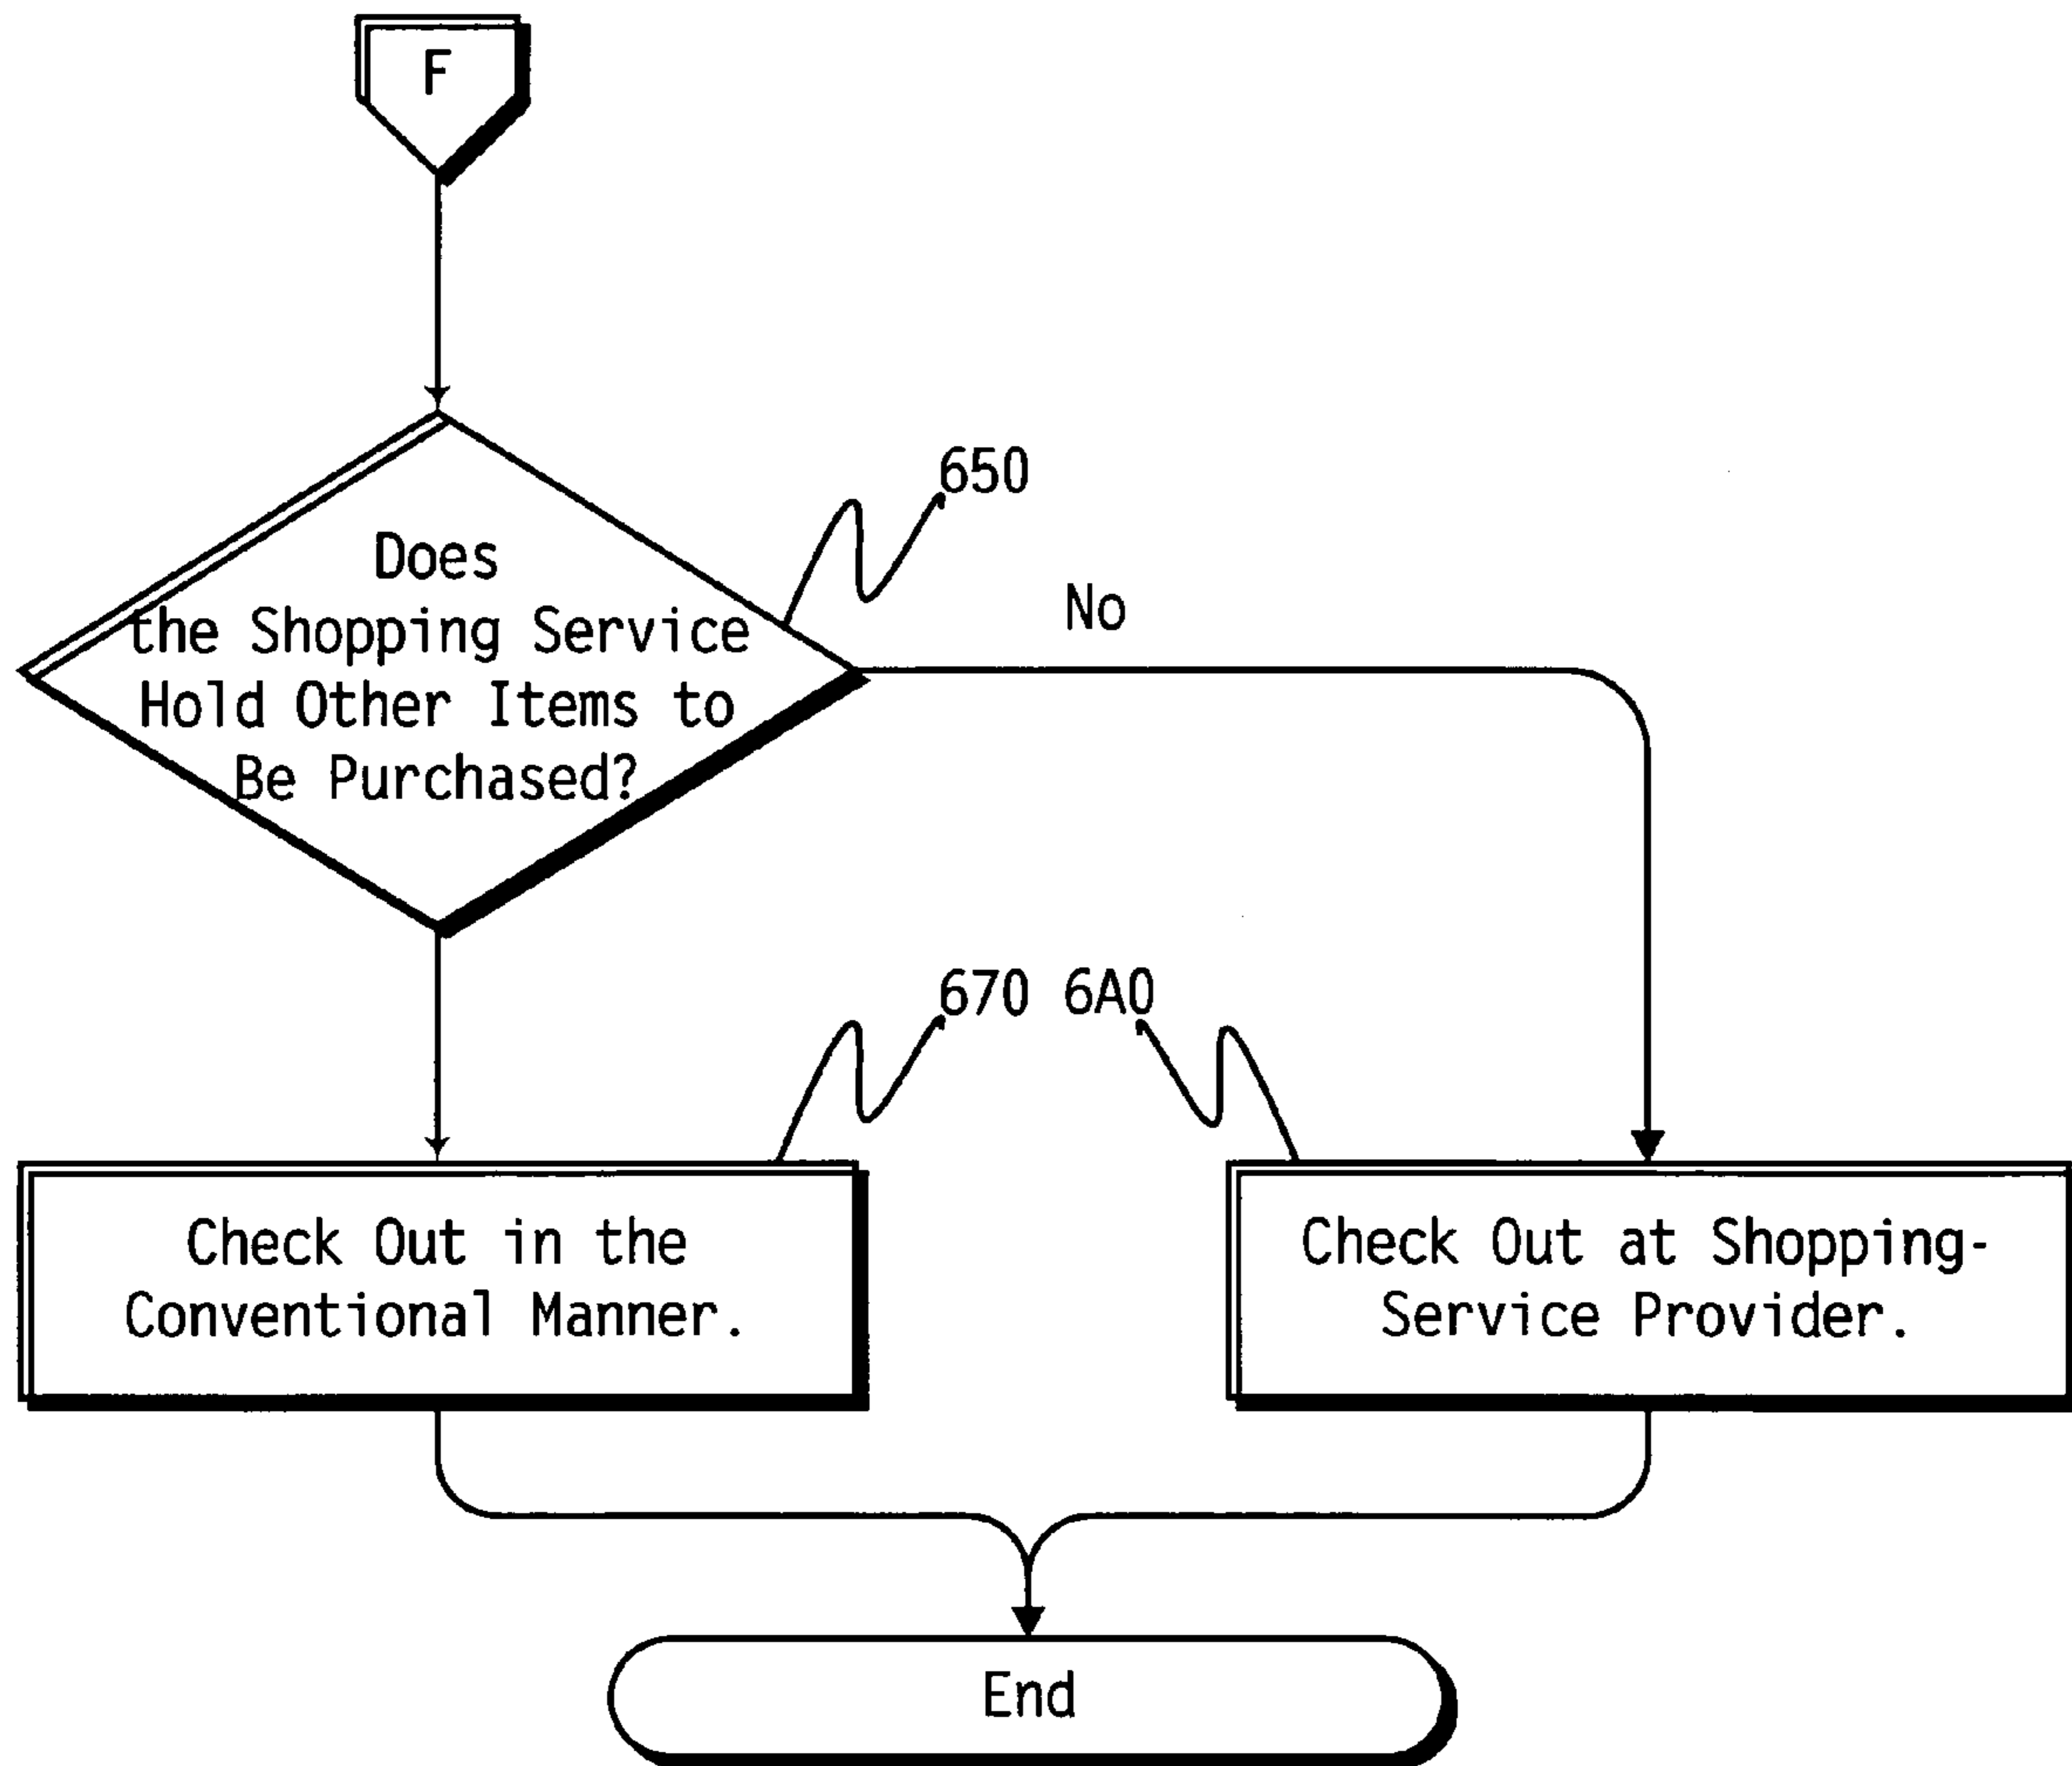 F
650
Does
the Shopping Service
Hold Other Items to
Be Purchased?
No
670 6A0
Check Out in the
Conventional Manner.
Check Out at Shopping-
Service Provider.
End